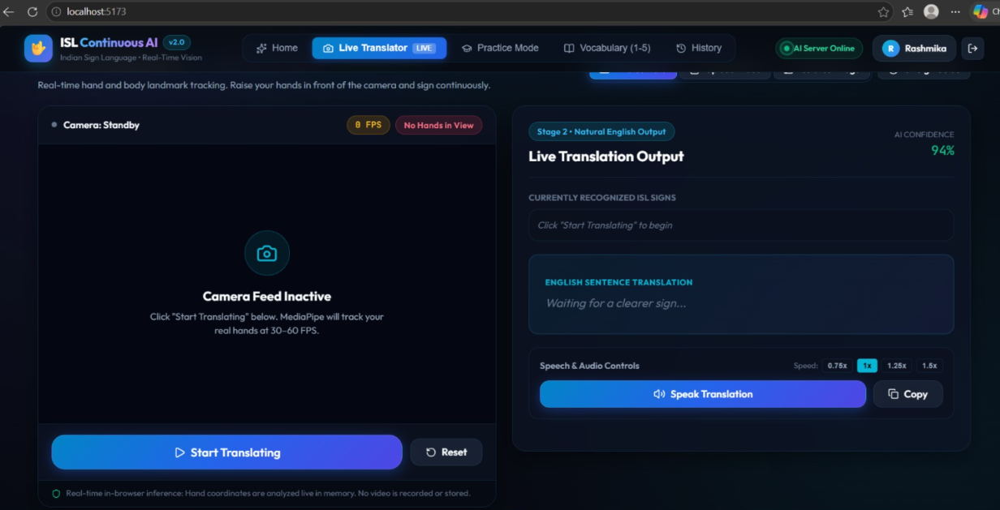 localhost:5173
ISL Continuous AI v2.0
Indian Sign Language • Real-Time Vision
Home
Live Translator LIVE
Practice Mode
Vocabulary (1-5)
History
AI Server Online
R Rashmika
Real-time hand and body landmark tracking. Raise your hands in front of the camera and sign continuously.
Camera: Standby
0 FPS
No Hands in View
Camera Feed Inactive
Click "Start Translating" below. MediaPipe will track your
real hands at 30–60 FPS.
Start Translating
Reset
Real-time in-browser inference: Hand coordinates are analyzed live in memory. No video is recorded or stored.
Stage 2 • Natural English Output
Live Translation Output
AI CONFIDENCE
94%
CURRENTLY RECOGNIZED ISL SIGNS
Click "Start Translating" to begin
ENGLISH SENTENCE TRANSLATION
Waiting for a clearer sign...
Speech & Audio Controls
Speed: 0.75x 1x 1.25x 1.5x
Speak Translation
Copy